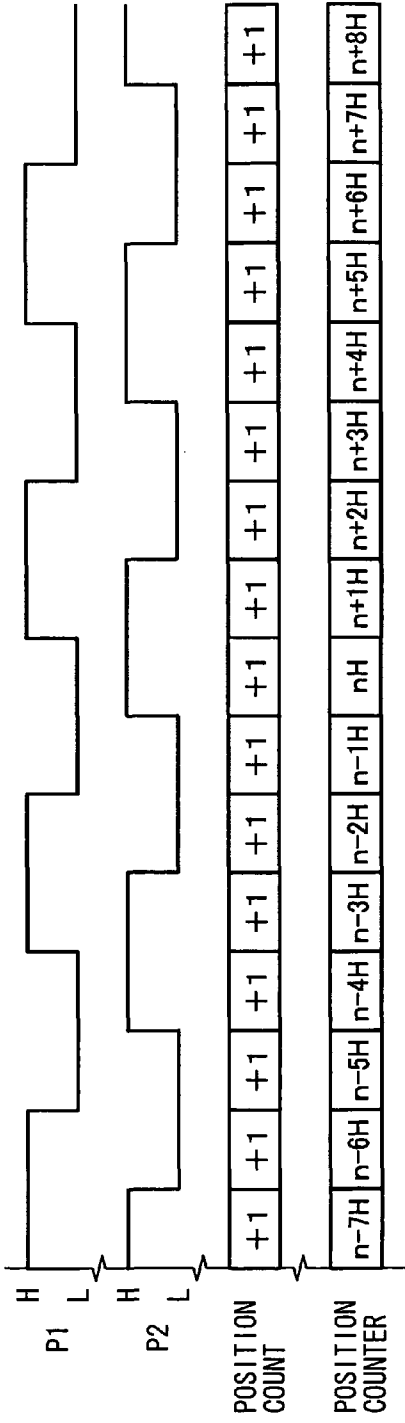 H
P1
L
H
P2
L
POSITION
COUNT
+1 +1 +1 +1 +1 +1 +1 +1 +1 +1 +1 +1 +1 +1 +1 +1
POSITION
COUNTER
n-7H n-6H n-5H n-4H n-3H n-2H n-1H nH n+1H n+2H n+3H n+4H n+5H n+6H n+7H n+8H